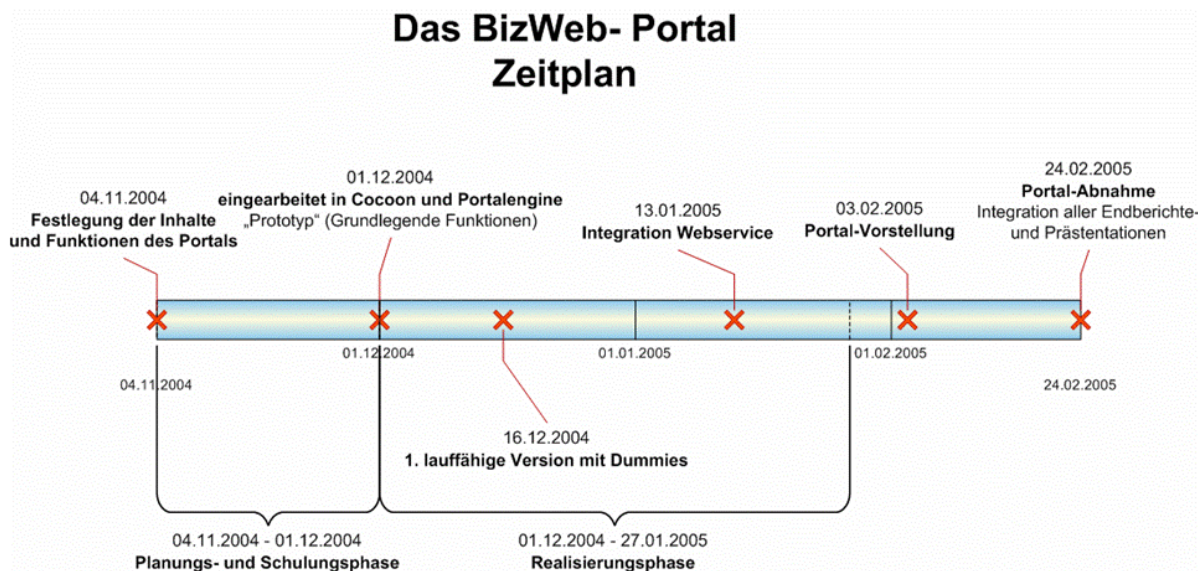 Das BizWeb- Portal
Zeitplan
04.11.2004
Festlegung der Inhalte
und Funktionen des Portals
01.12.2004
eingearbeitet in Cocoon und Portalengine
„Prototyp“ (Grundlegende Funktionen)
13.01.2005
Integration Webservice
03.02.2005
Portal-Vorstellung
24.02.2005
Portal-Abnahme
Integration aller Endberichte-
und Prästentationen
01.12.2004
01.01.2005
01.02.2005
04.11.2004
24.02.2005
16.12.2004
1. lauffähige Version mit Dummies
04.11.2004 - 01.12.2004
Planungs- und Schulungsphase
01.12.2004 - 27.01.2005
Realisierungsphase